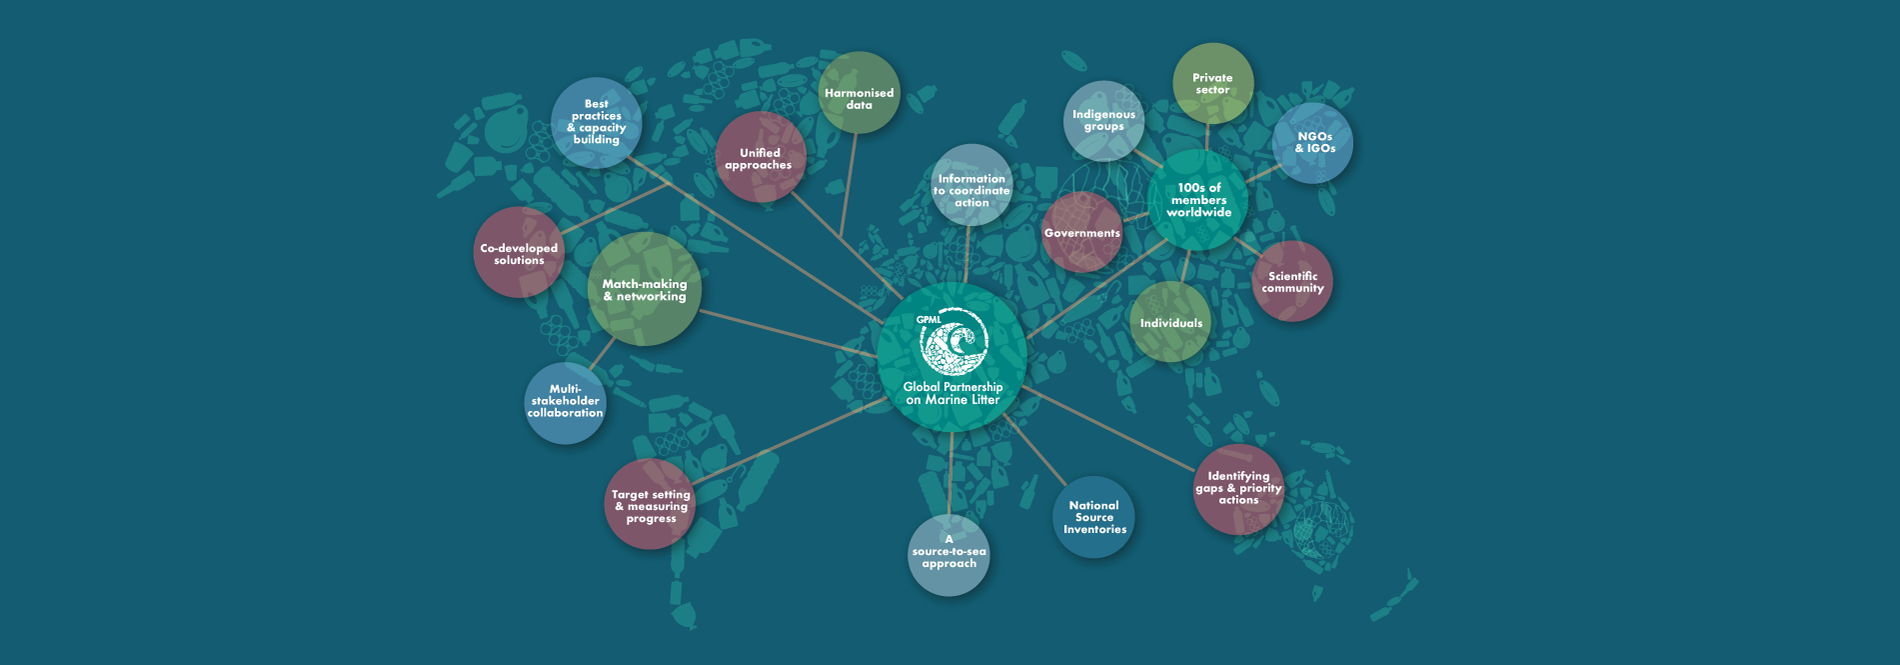 Best
practices
& capacity
building
Unified
approaches
Harmonised
data
Information
to coordinate
action
Indigenous
groups
Private
sector
NGOs
& IGOs
100s of
members
worldwide
Governments
Scientific
community
Individuals
Co-developed
solutions
Match-making
& networking
Multi-
stakeholder
collaboration
GPML
Global Partnership
on Marine Litter
Target setting
& measuring
progress
A
source-to-sea
approach
National
Source
Inventories
Identifying
gaps & priority
actions